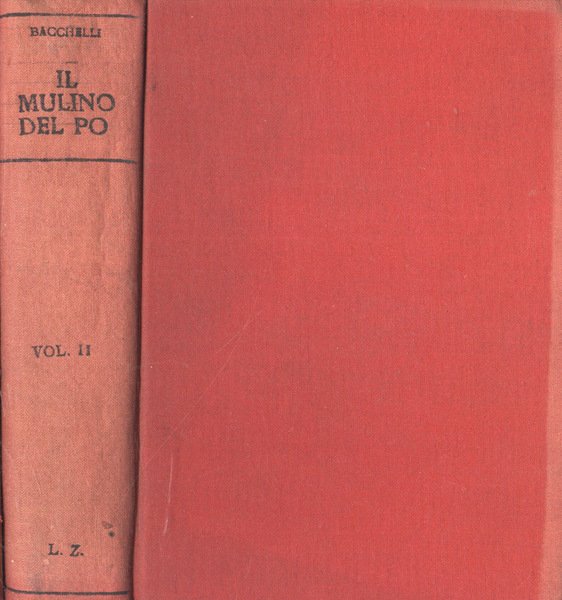 BACCHELLI
IL
MULINO
DEL PO
VOL. II
L. Z.